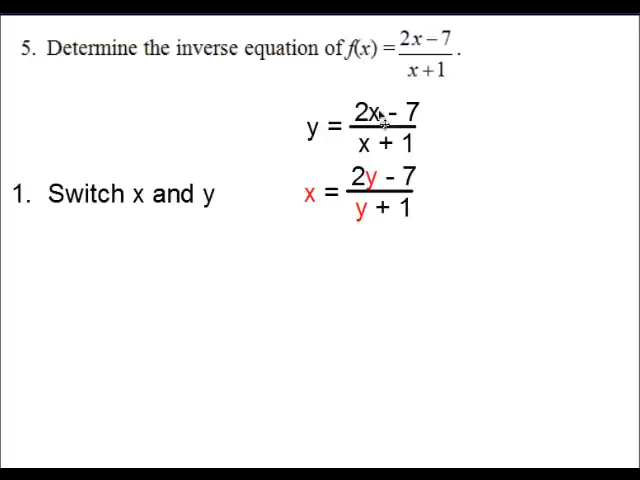 5. Determine the inverse equation of f(x) = 2x − 7 / x + 1 .
y = 2x - 7 / x + 1
1. Switch x and y x = 2y - 7 / y + 1